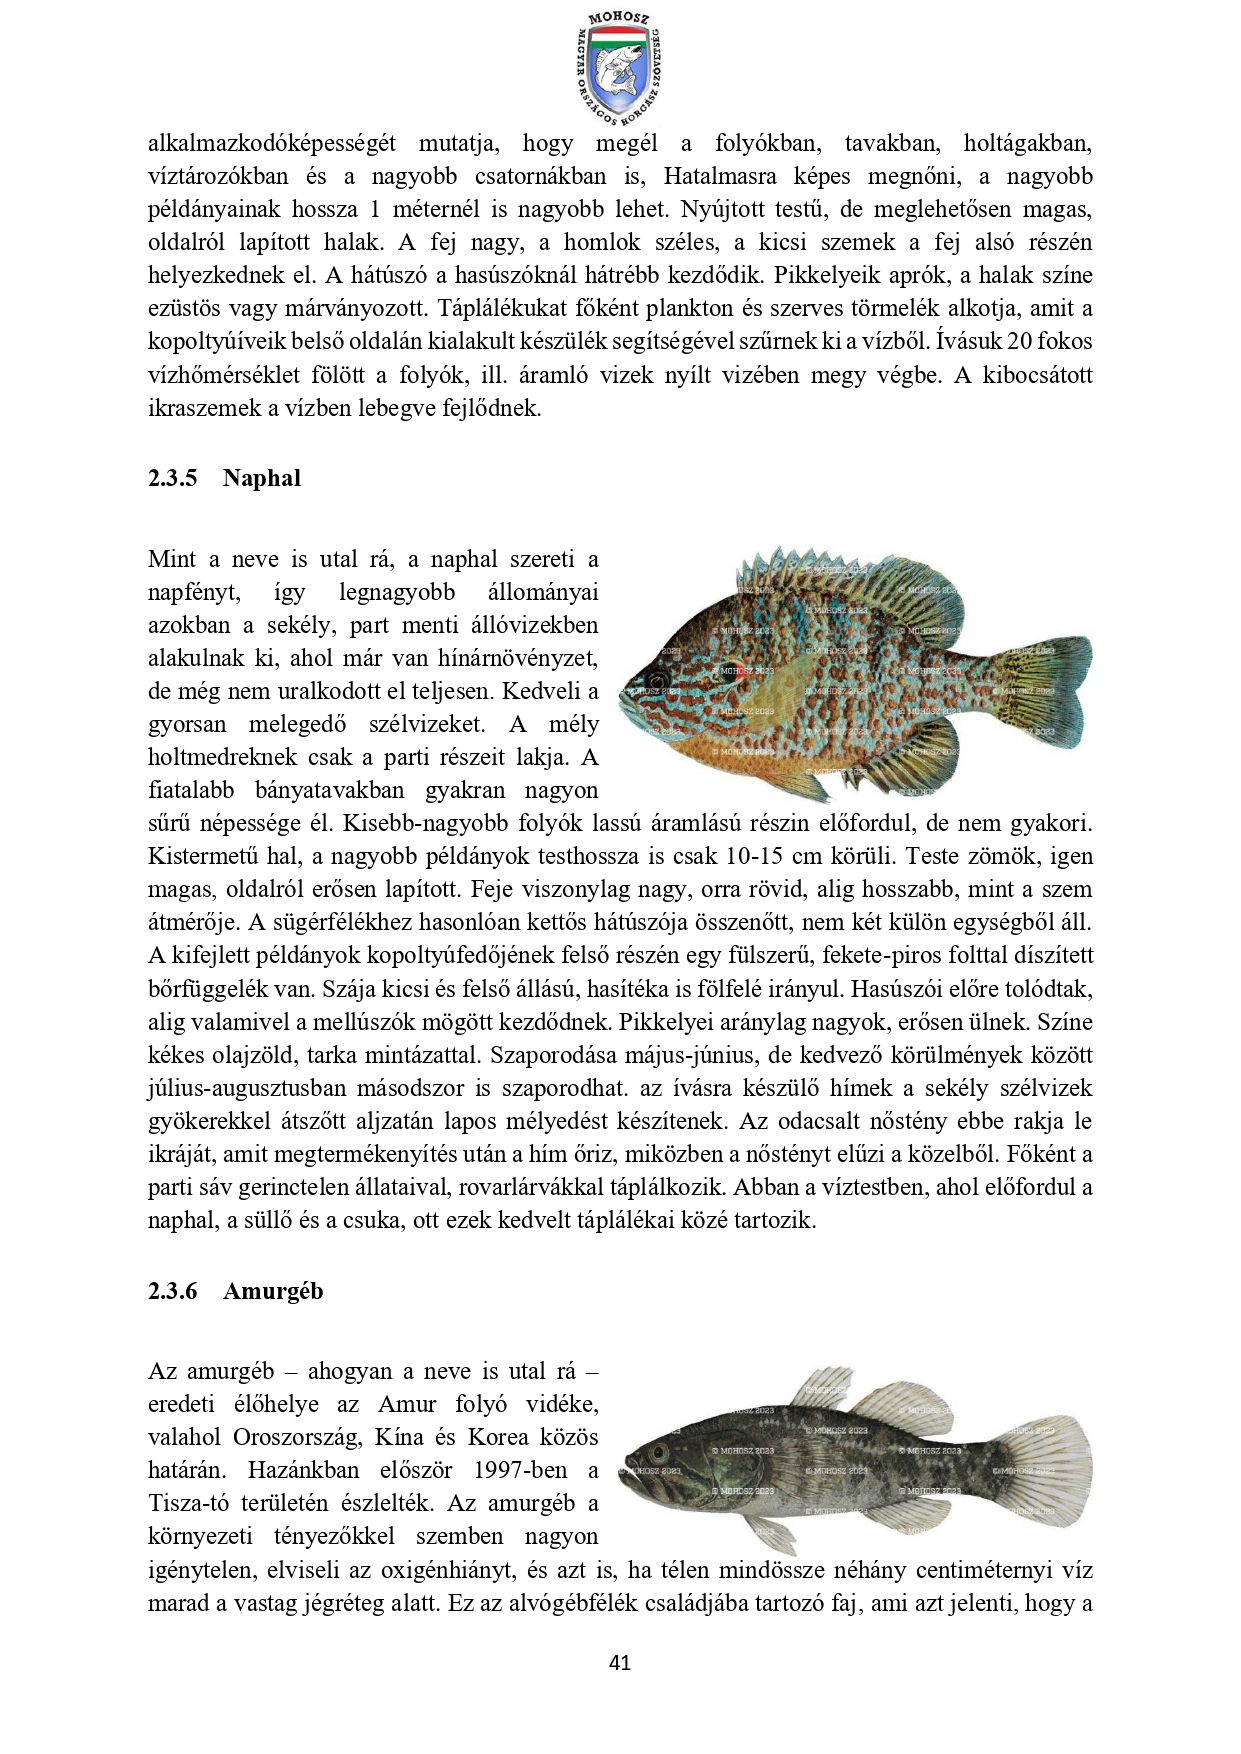 MOHOSZ
MAGYAR ORSZÁGOS HORGÁSZ SZÖVETSÉG
alkalmazkodóképességét mutatja, hogy megél a folyókban, tavakban, holtágakban,
víztározókban és a nagyobb csatornákban is, Hatalmasra képes megnőni, a nagyobb
példányainak hossza 1 méternél is nagyobb lehet. Nyújtott testű, de meglehetősen magas,
oldalról lapított halak. A fej nagy, a homlok széles, a kicsi szemek a fej alsó részén
helyezkednek el. A hátúszó a hasúszóknál hátrébb kezdődik. Pikkelyeik aprók, a halak színe
ezüstös vagy márványozott. Táplálékukat főként plankton és szerves törmelék alkotja, amit a
kopoltyúíveik belső oldalán kialakult készülék segítségével szűrnek ki a vízből. Ívásuk 20 fokos
vízhőmérséklet fölött a folyók, ill. áramló vizek nyílt vizében megy végbe. A kibocsátott
ikraszemek a vízben lebegve fejlődnek.
2.3.5 Naphal
Mint a neve is utal rá, a naphal szereti a
napfényt, így legnagyobb állományai
azokban a sekély, part menti állóvizekben
alakulnak ki, ahol már van hínárnövényzet,
de még nem uralkodott el teljesen. Kedveli a
gyorsan melegedő szélvizeket. A mély
holtmedreknek csak a parti részeit lakja. A
fiatalabb bányatavakban gyakran nagyon
sűrű népessége él. Kisebb-nagyobb folyók lassú áramlású részin előfordul, de nem gyakori.
Kistermetű hal, a nagyobb példányok testhossza is csak 10-15 cm körüli. Teste zömök, igen
magas, oldalról erősen lapított. Feje viszonylag nagy, orra rövid, alig hosszabb, mint a szem
átmérője. A sügérfélékhez hasonlóan kettős hátúszója összenőtt, nem két külön egységből áll.
A kifejlett példányok kopoltyúfedőjének felső részén egy fülszerű, fekete-piros folttal díszített
bőrfüggelék van. Szája kicsi és felső állású, hasítéka is fölfelé irányul. Hasúszói előre tolódtak,
alig valamivel a mellúszók mögött kezdődnek. Pikkelyei aránylag nagyok, erősen ülnek. Színe
kékes olajzöld, tarka mintázattal. Szaporodása május-június, de kedvező körülmények között
július-augusztusban másodszor is szaporodhat. az ívásra készülő hímek a sekély szélvizek
gyökerekkel átszőtt aljzatán lapos mélyedést készítenek. Az odacsalt nőstény ebbe rakja le
ikráját, amit megtermékenyítés után a hím őriz, miközben a nőstényt elűzi a közelből. Főként a
parti sáv gerinctelen állataival, rovarlárvákkal táplálkozik. Abban a víztestben, ahol előfordul a
naphal, a süllő és a csuka, ott ezek kedvelt táplálékai közé tartozik.
2.3.6 Amurgéb
Az amurgéb – ahogyan a neve is utal rá –
eredeti élőhelye az Amur folyó vidéke,
valahol Oroszország, Kína és Korea közös
határán. Hazánkban először 1997-ben a
Tisza-tó területén észlelték. Az amurgéb a
környezeti tényezőkkel szemben nagyon
igénytelen, elviseli az oxigénhiányt, és azt is, ha télen mindössze néhány centiméternyi víz
marad a vastag jégréteg alatt. Ez az alvógébfélék családjába tartozó faj, ami azt jelenti, hogy a
© MOHOSZ 2023
41